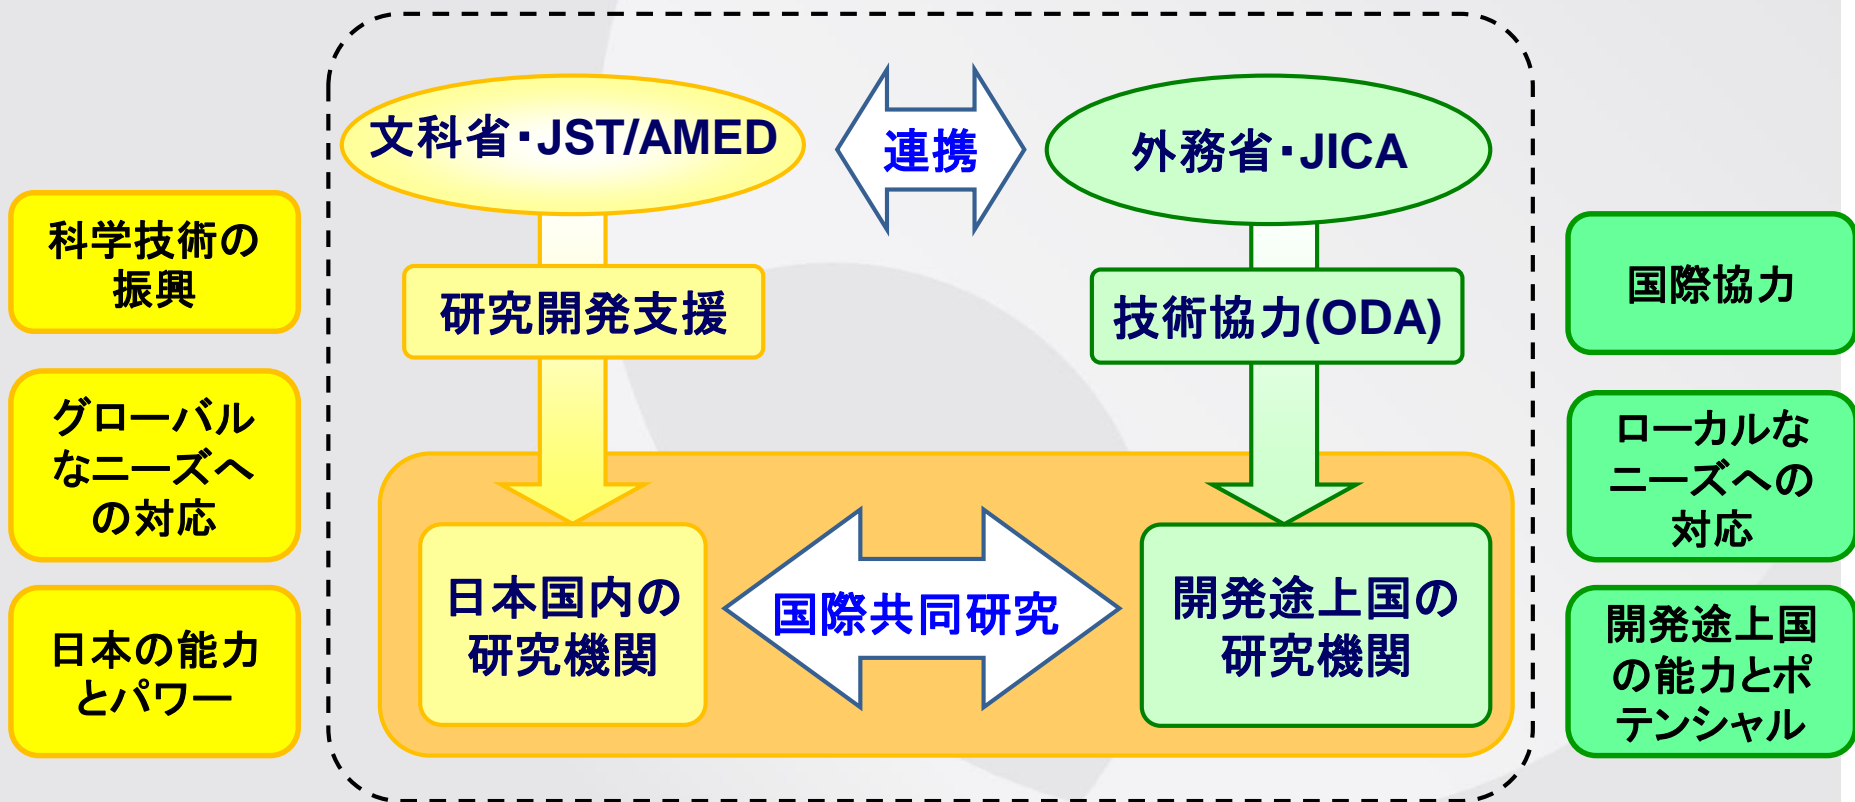 文科省・JST/AMED
連携
外務省・JICA
科学技術の
振興
研究開発支援
技術協力(ODA)
国際協力
グローバル
なニーズへ
の対応
ローカルな
ニーズへの
対応
日本国内の
研究機関
国際共同研究
開発途上国の
研究機関
日本の能力
とパワー
開発途上国
の能力とポ
テンシャル